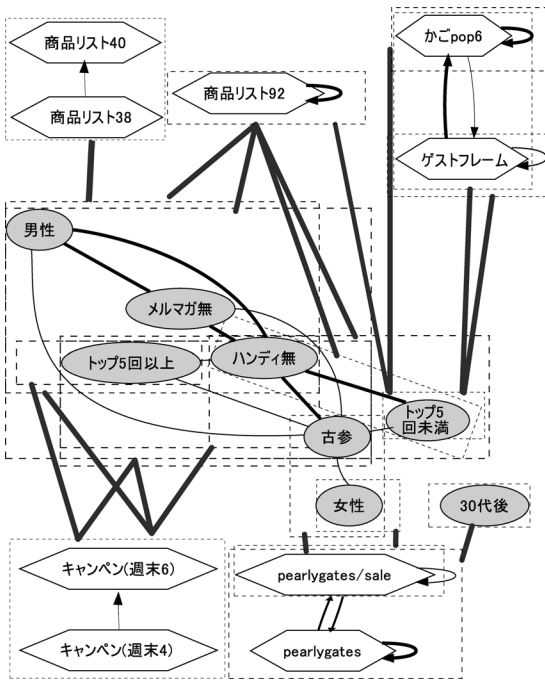 商品リスト40
商品リスト38
商品リスト92
かごpop6
ゲストフレーム
男性
メルマガ無
トップ5回以上
ハンディ無
トップ5
回未満
古参
女性
30代後
キャンペン(週末6)
キャンペン(週末4)
pearlygates/sale
pearlygates